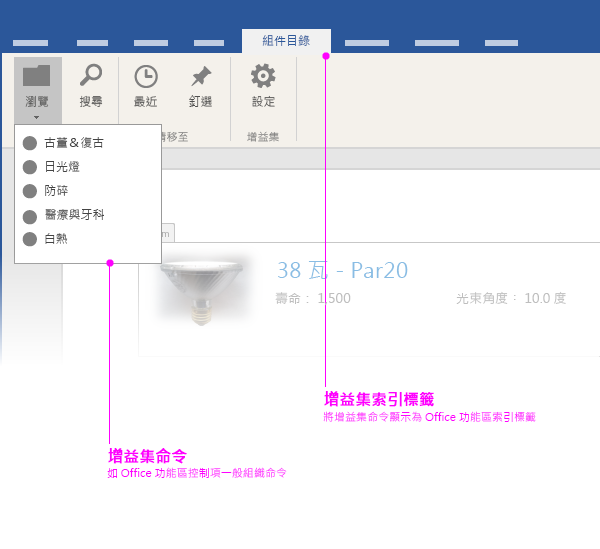 組件目錄
瀏覽
搜尋
最近
釘選
設定
增益集
古董＆復古
日光燈
防碎
醫療與牙科
白熱
38 瓦 - Par20
壽命： 1,500
光束角度： 10.0 度
增益集索引標籤
將增益集命令顯示為 Office 功能區索引標籤
增益集命令
如 Office 功能區控制項一般組織命令